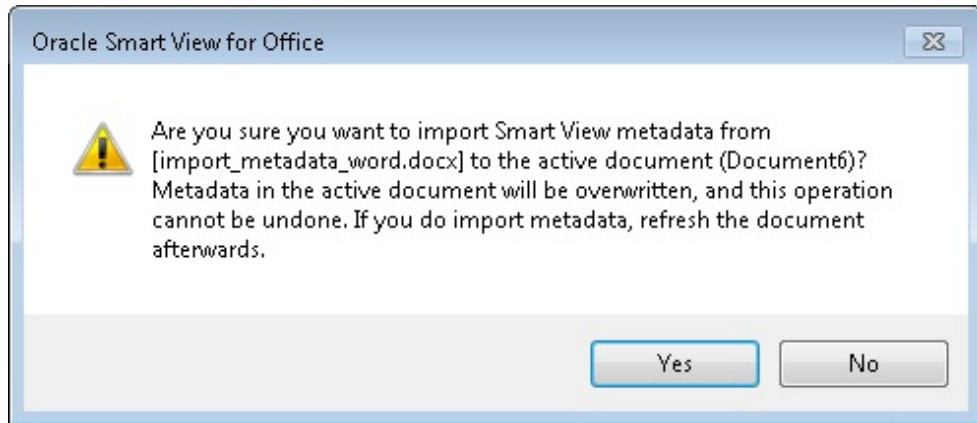 Oracle Smart View for Office
Are you sure you want to import Smart View metadata from
[import_metadata_word.docx] to the active document (Document6)?
Metadata in the active document will be overwritten, and this operation
cannot be undone. If you do import metadata, refresh the document
afterwards.
Yes No